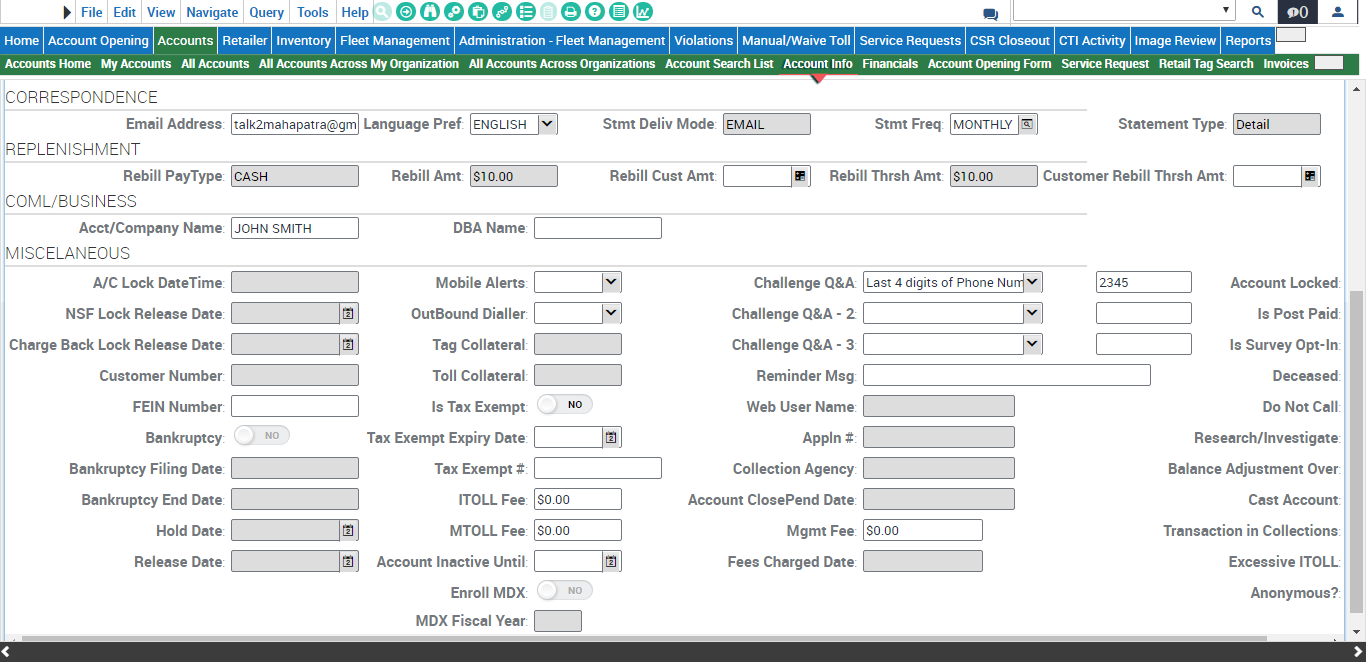 File Edit View Navigate Query Tools Help 0
Home Account Opening Accounts Retailer Inventory Fleet Management Administration - Fleet Management Violations Manual/Waive Toll Service Requests CSR Closeout CTI Activity Image Review Reports
Accounts Home My Accounts All Accounts All Accounts Across My Organization All Accounts Across Organizations Account Search List Account Info Financials Account Opening Form Service Request Retail Tag Search Invoices
CORRESPONDENCE
Email Address: talk2mahapatra@gm Language Pref: ENGLISH Stmt Deliv Mode: EMAIL Stmt Freq: MONTHLY Statement Type: Detail
REPLENISHMENT
Rebill PayType: CASH Rebill Amt: $10.00 Rebill Cust Amt: Rebill Thrsh Amt: $10.00 Customer Rebill Thrsh Amt:
COML/BUSINESS
Acct/Company Name: JOHN SMITH DBA Name:
MISCELANEOUS
A/C Lock DateTime: Mobile Alerts: Challenge Q&A: Last 4 digits of Phone Num 2345 Account Locked:
NSF Lock Release Date: OutBound Dialler: Challenge Q&A - 2: Is Post Paid:
Charge Back Lock Release Date: Tag Collateral: Challenge Q&A - 3: Is Survey Opt-In:
Customer Number: Toll Collateral: Reminder Msg: Deceased:
FEIN Number: Is Tax Exempt: NO Web User Name: Do Not Call:
Bankruptcy: NO Tax Exempt Expiry Date: Appln #: Research/Investigate:
Bankruptcy Filing Date: Tax Exempt #: Collection Agency: Balance Adjustment Over:
Bankruptcy End Date: ITOLL Fee: $0.00 Account ClosePend Date: Cast Account:
Hold Date: MTOLL Fee: $0.00 Mgmt Fee: $0.00 Transaction in Collections:
Release Date: Account Inactive Until: Fees Charged Date: Excessive ITOLL:
Enroll MDX: NO Anonymous?:
MDX Fiscal Year: